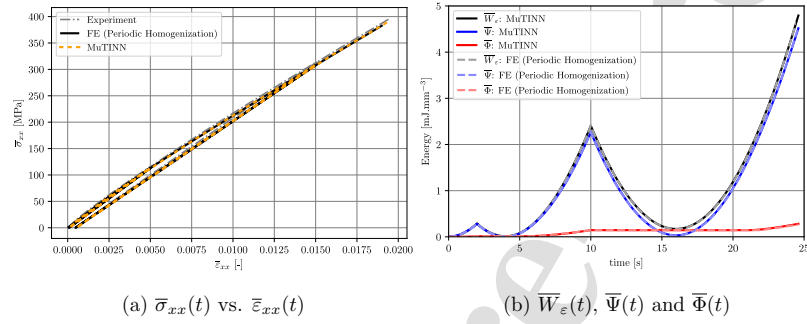 Experiment
FE (Periodic Homogenization)
MuTINN
400
350
300
250
200
150
100
50
0
σ̅xx [MPa]
0.0000 0.0025 0.0050 0.0075 0.0100 0.0125 0.0150 0.0175 0.0200
ε̅xx [-]
(a) σ̅xx(t) vs. ε̅xx(t)
W̅ε: MuTINN
Ψ̅: MuTINN
Φ̅: MuTINN
W̅ε: FE (Periodic Homogenization)
Ψ̅: FE (Periodic Homogenization)
Φ̅: FE (Periodic Homogenization)
5
4
3
2
1
0
Energy [mJ.mm⁻³]
0 5 10 15 20 25
time [s]
(b) W̅ε(t), Ψ̅(t) and Φ̅(t)